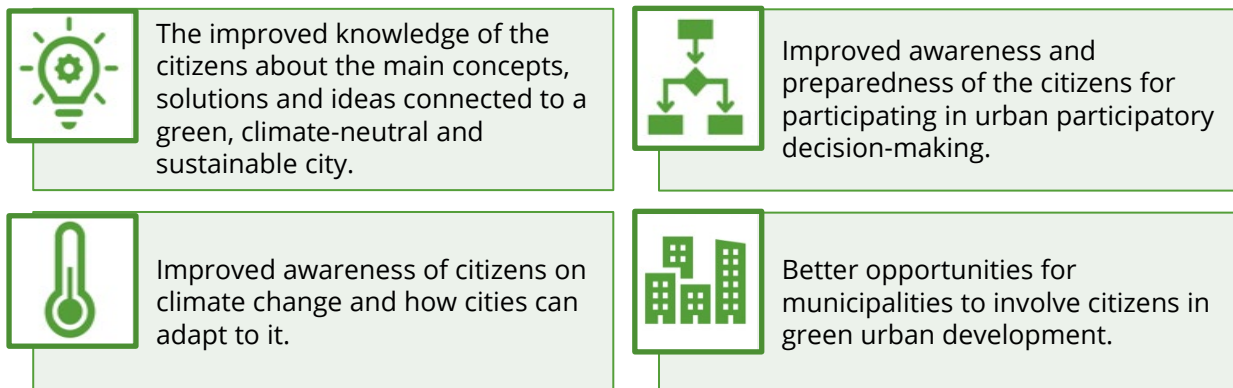 The improved knowledge of the
citizens about the main concepts,
solutions and ideas connected to a
green, climate-neutral and
sustainable city.
Improved awareness and
preparedness of the citizens for
participating in urban participatory
decision-making.
Improved awareness of citizens on
climate change and how cities can
adapt to it.
Better opportunities for
municipalities to involve citizens in
green urban development.